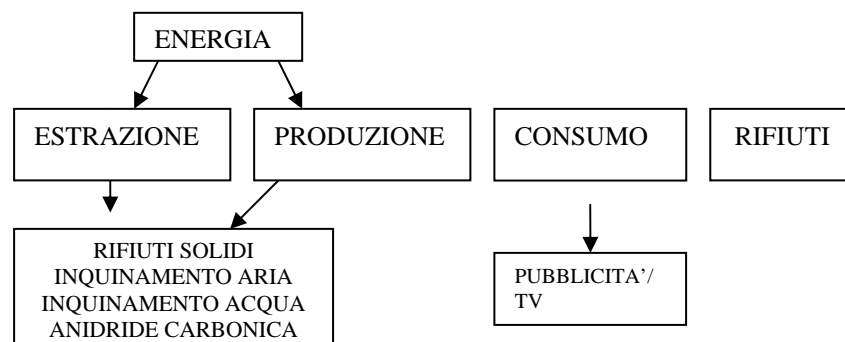 ENERGIA
ESTRAZIONE
PRODUZIONE
CONSUMO
RIFIUTI
RIFIUTI SOLIDI
INQUINAMENTO ARIA
INQUINAMENTO ACQUA
ANIDRIDE CARBONICA
PUBBLICITA’/
TV